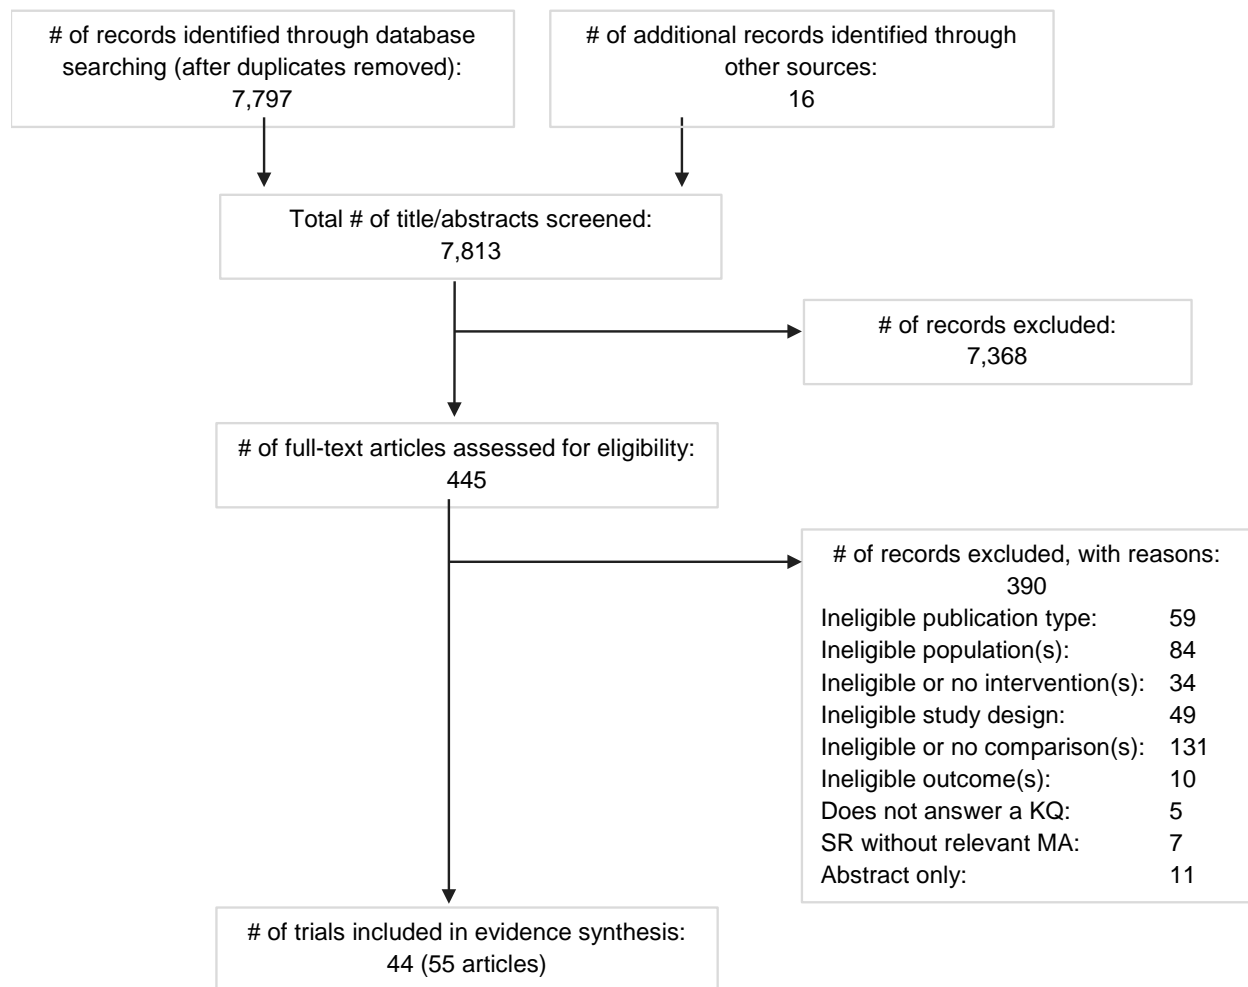 # of records identified through database
searching (after duplicates removed):
7,797
# of additional records identified through
other sources:
16
Total # of title/abstracts screened:
7,813
# of records excluded:
7,368
# of full-text articles assessed for eligibility:
445
# of records excluded, with reasons:
390
Ineligible publication type: 59
Ineligible population(s): 84
Ineligible or no intervention(s): 34
Ineligible study design: 49
Ineligible or no comparison(s): 131
Ineligible outcome(s): 10
Does not answer a KQ: 5
SR without relevant MA: 7
Abstract only: 11
# of trials included in evidence synthesis:
44 (55 articles)